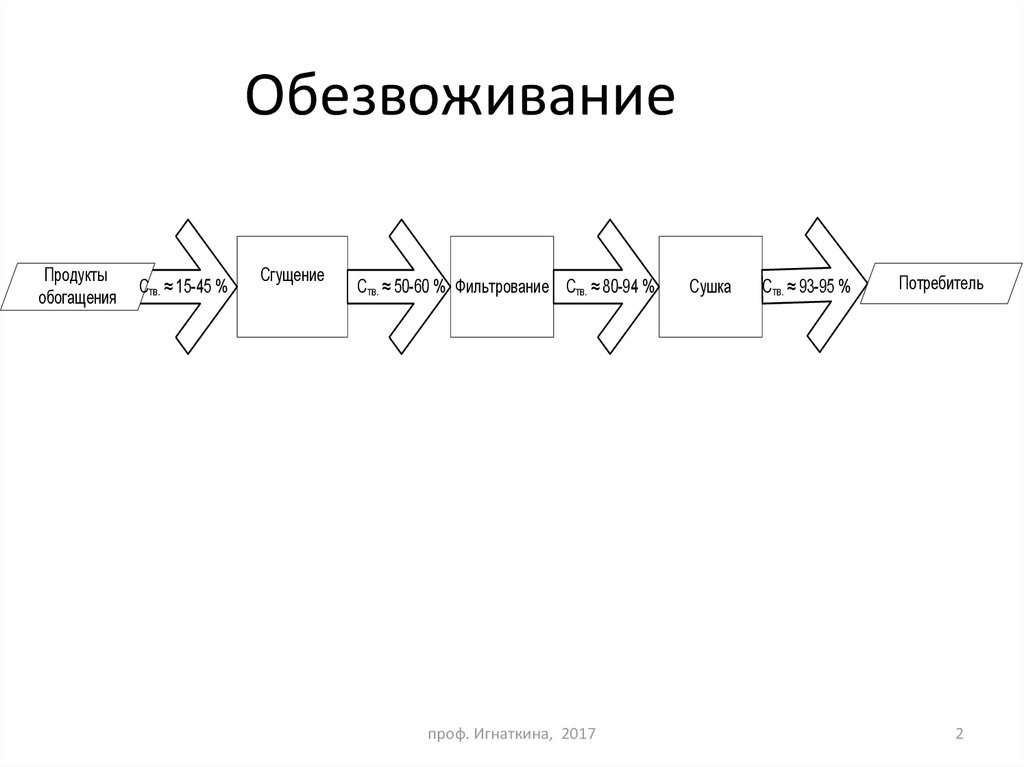 Обезвоживание
Продукты
обогащения
Cтв. ≈ 15-45 %
Сгущение
Cтв. ≈ 50-60 %
Фильтрование
Cтв. ≈ 80-94 %
Сушка
Cтв. ≈ 93-95 %
Потребитель
проф. Игнаткина, 2017
2